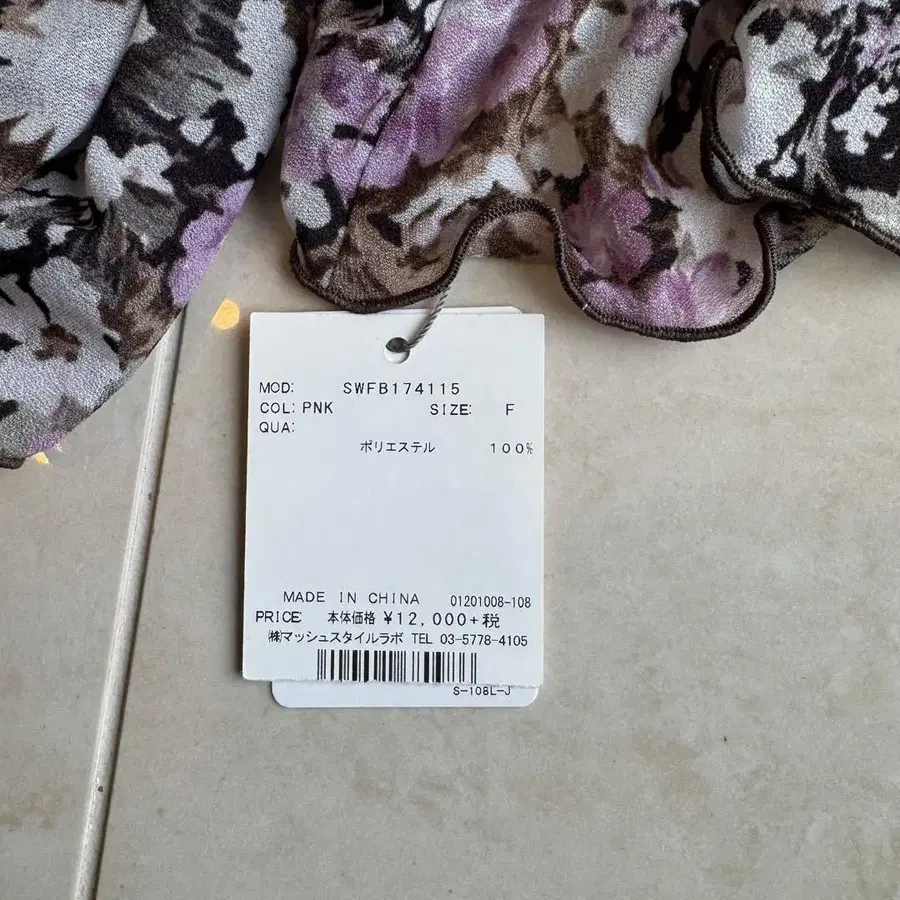 MOD: SWFB174115
COL: PNK SIZE: F
QUA:
ポリエステル 100%
MADE IN CHINA 01201008-108
PRICE: 本体価格 ¥12,000+税
㈱マッシュスタイルラボ TEL 03-5778-4105
S-108L-J